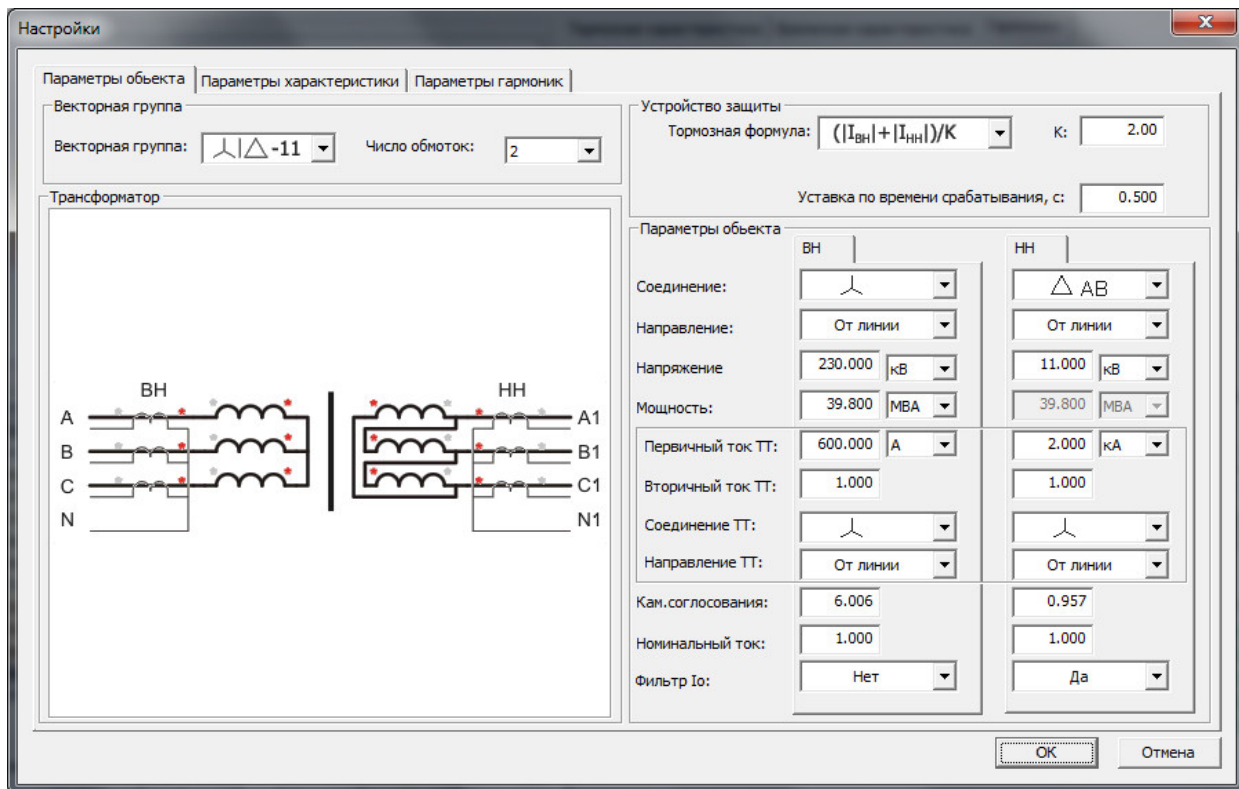 Настройки
Параметры обьекта Параметры характеристики Параметры гармоник
Векторная группа
Векторная группа: -11 Число обмоток: 2
Трансформатор
ВН НН
A A1
B B1
C C1
N N1
Устройство защиты
Тормозная формула: (|IВН|+|IНН|)/K K: 2.00
Уставка по времени срабатывания, с: 0.500
Параметры обьекта
ВН НН
Соединение: AB
Направление: От линии От линии
Напряжение 230.000 кВ 11.000 кВ
Мощность: 39.800 МВА 39.800 МВА
Первичный ток ТТ: 600.000 А 2.000 кА
Вторичный ток ТТ: 1.000 1.000
Соединение ТТ:
Направление ТТ: От линии От линии
Кам.соглосования: 6.006 0.957
Номинальный ток: 1.000 1.000
Фильтр Io: Нет Да
OK Отмена